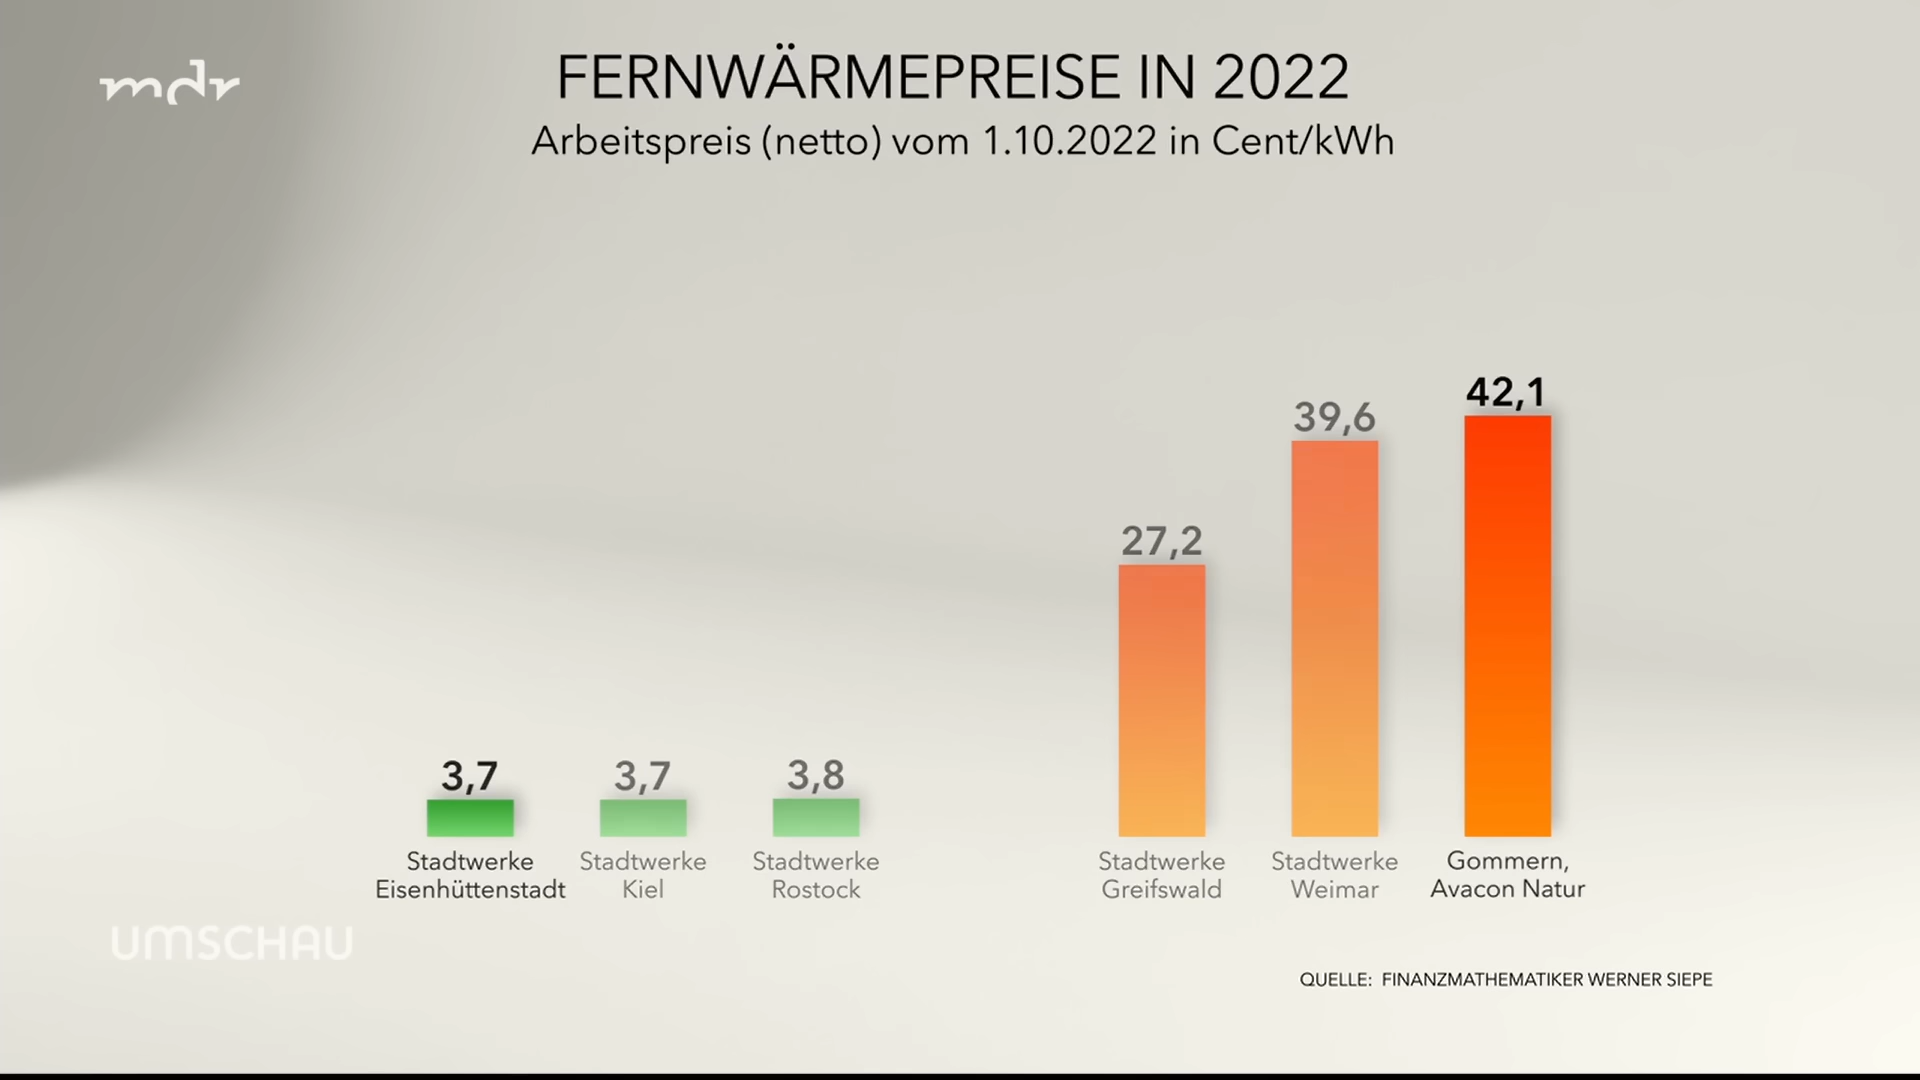 mdr
FERNWÄRMEPREISE IN 2022
Arbeitspreis (netto) vom 1.10.2022 in Cent/kWh
3,7
3,7
3,8
27,2
39,6
42,1
Stadtwerke
Eisenhüttenstadt
Stadtwerke
Kiel
Stadtwerke
Rostock
Stadtwerke
Greifswald
Stadtwerke
Weimar
Gommern,
Avacon Natur
UMSCHAU
QUELLE: FINANZMATHEMATIKER WERNER SIEPE